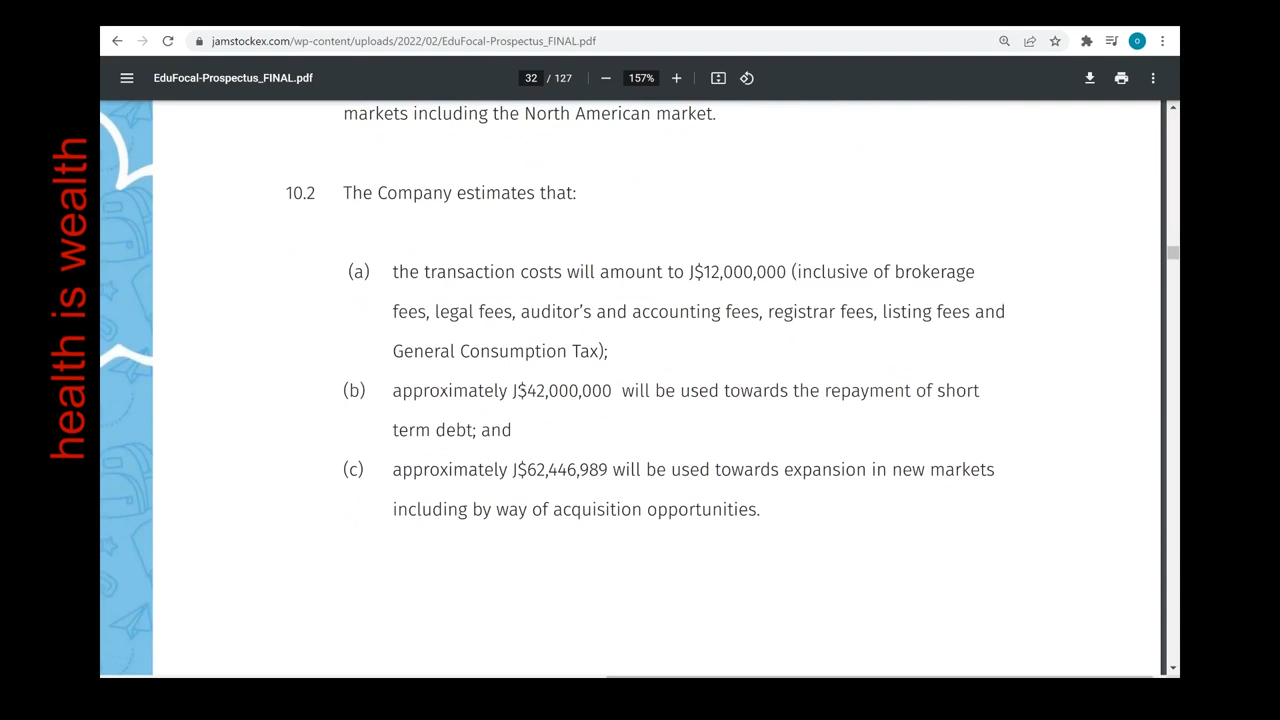 jamstockex.com/wp-content/uploads/2022/02/EduFocal-Prospectus_FINAL.pdf
o
EduFocal-Prospectus_FINAL.pdf
32 / 127
157%
health is wealth
markets including the North American market.
10.2 The Company estimates that:
(a) the transaction costs will amount to J$12,000,000 (inclusive of brokerage
fees, legal fees, auditor’s and accounting fees, registrar fees, listing fees and
General Consumption Tax);
(b) approximately J$42,000,000 will be used towards the repayment of short
term debt; and
(c) approximately J$62,446,989 will be used towards expansion in new markets
including by way of acquisition opportunities.